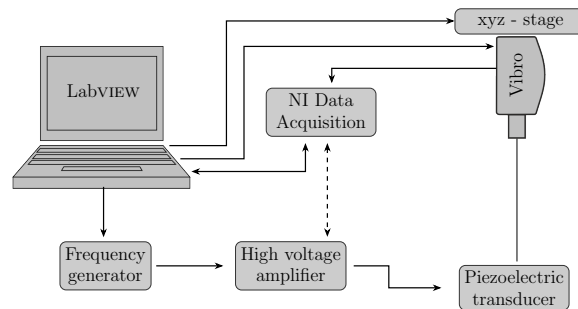 xyz - stage
LabVIEW
Vibro
NI Data
Acquisition
Frequency
generator
High voltage
amplifier
Piezoelectric
transducer